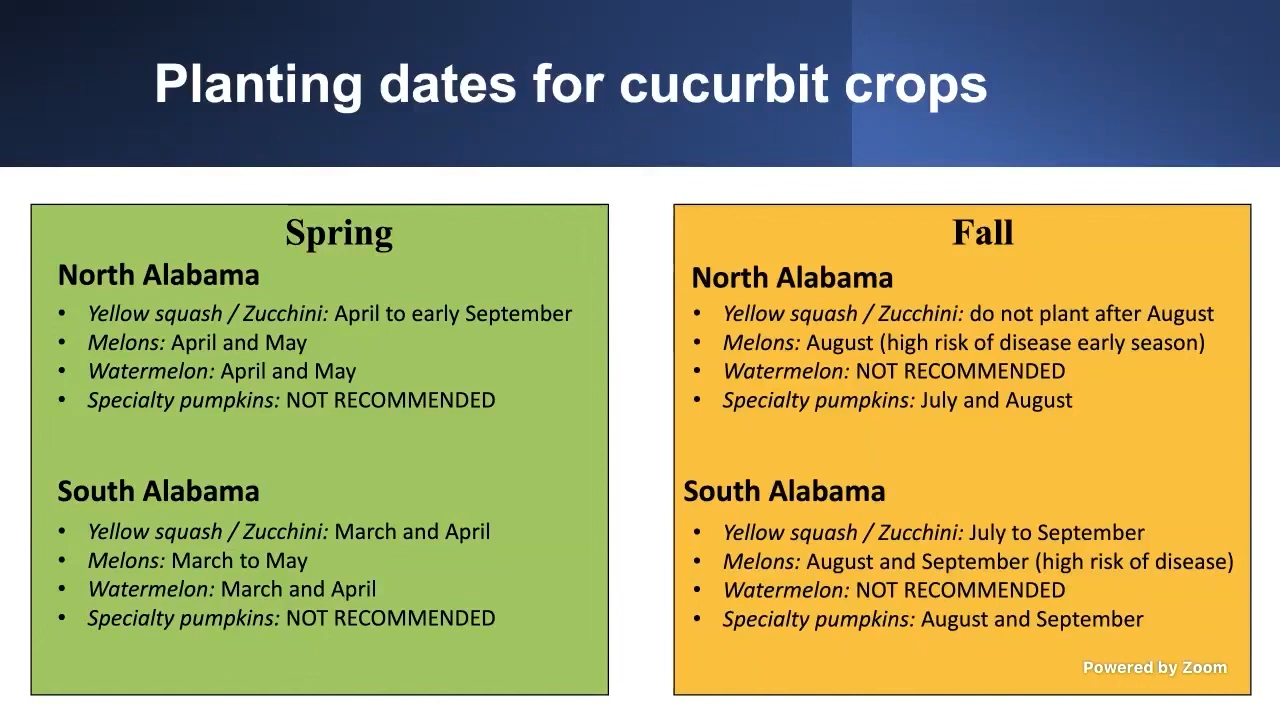 Planting dates for cucurbit crops
Spring
North Alabama
• Yellow squash / Zucchini: April to early September
• Melons: April and May
• Watermelon: April and May
• Specialty pumpkins: NOT RECOMMENDED
South Alabama
• Yellow squash / Zucchini: March and April
• Melons: March to May
• Watermelon: March and April
• Specialty pumpkins: NOT RECOMMENDED
Fall
North Alabama
• Yellow squash / Zucchini: do not plant after August
• Melons: August (high risk of disease early season)
• Watermelon: NOT RECOMMENDED
• Specialty pumpkins: July and August
South Alabama
• Yellow squash / Zucchini: July to September
• Melons: August and September (high risk of disease)
• Watermelon: NOT RECOMMENDED
• Specialty pumpkins: August and September
Powered by Zoom